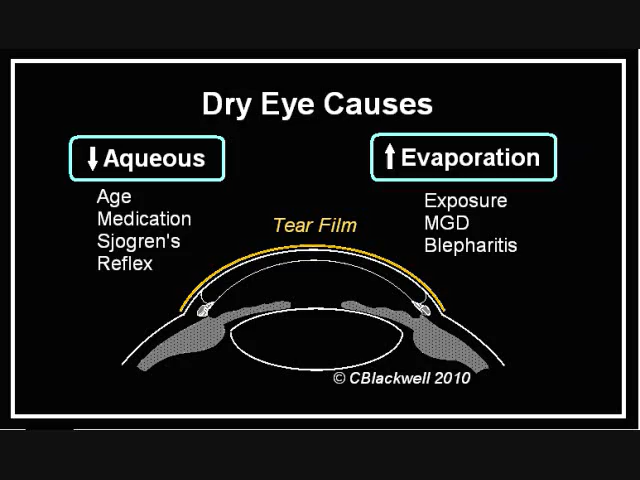 Dry Eye Causes
↓ Aqueous
Age
Medication
Sjogren's
Reflex
↑ Evaporation
Exposure
MGD
Blepharitis
Tear Film
© CBlackwell 2010